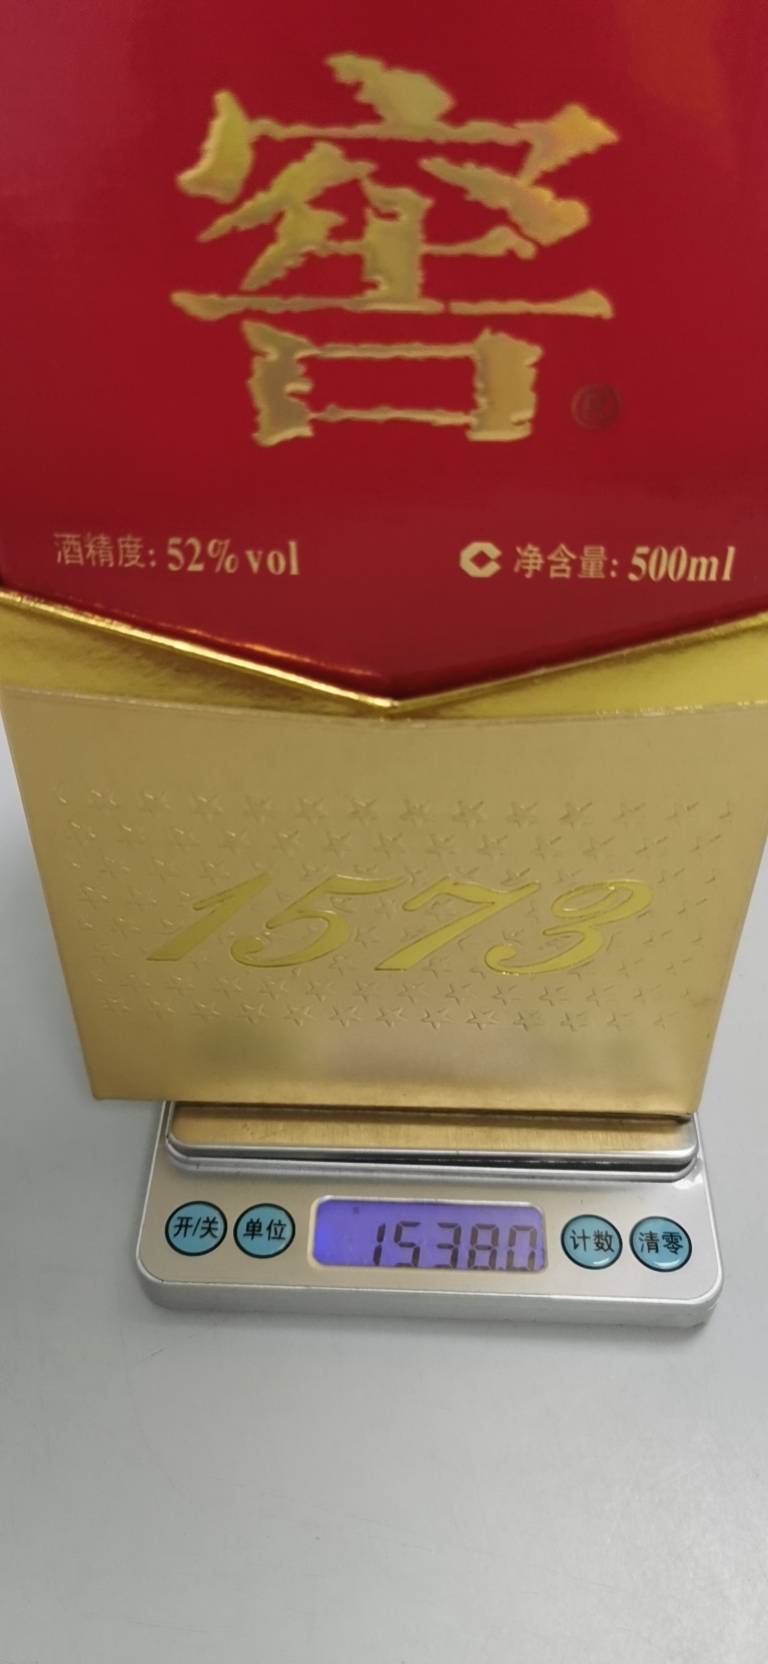 窖
®
酒精度: 52%vol
净含量: 500ml
1573
开/关 单位 1538.0 计数 清零